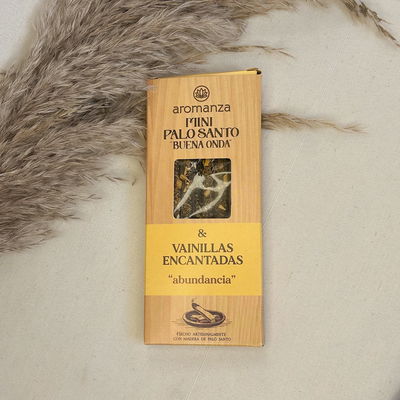 aromanza
MINI
PALO SANTO
"BUENA ONDA"
&
VAINILLAS
ENCANTADAS
"abundancia"
HECHO ARTESANALMENTE
CON MADERA DE PALO SANTO